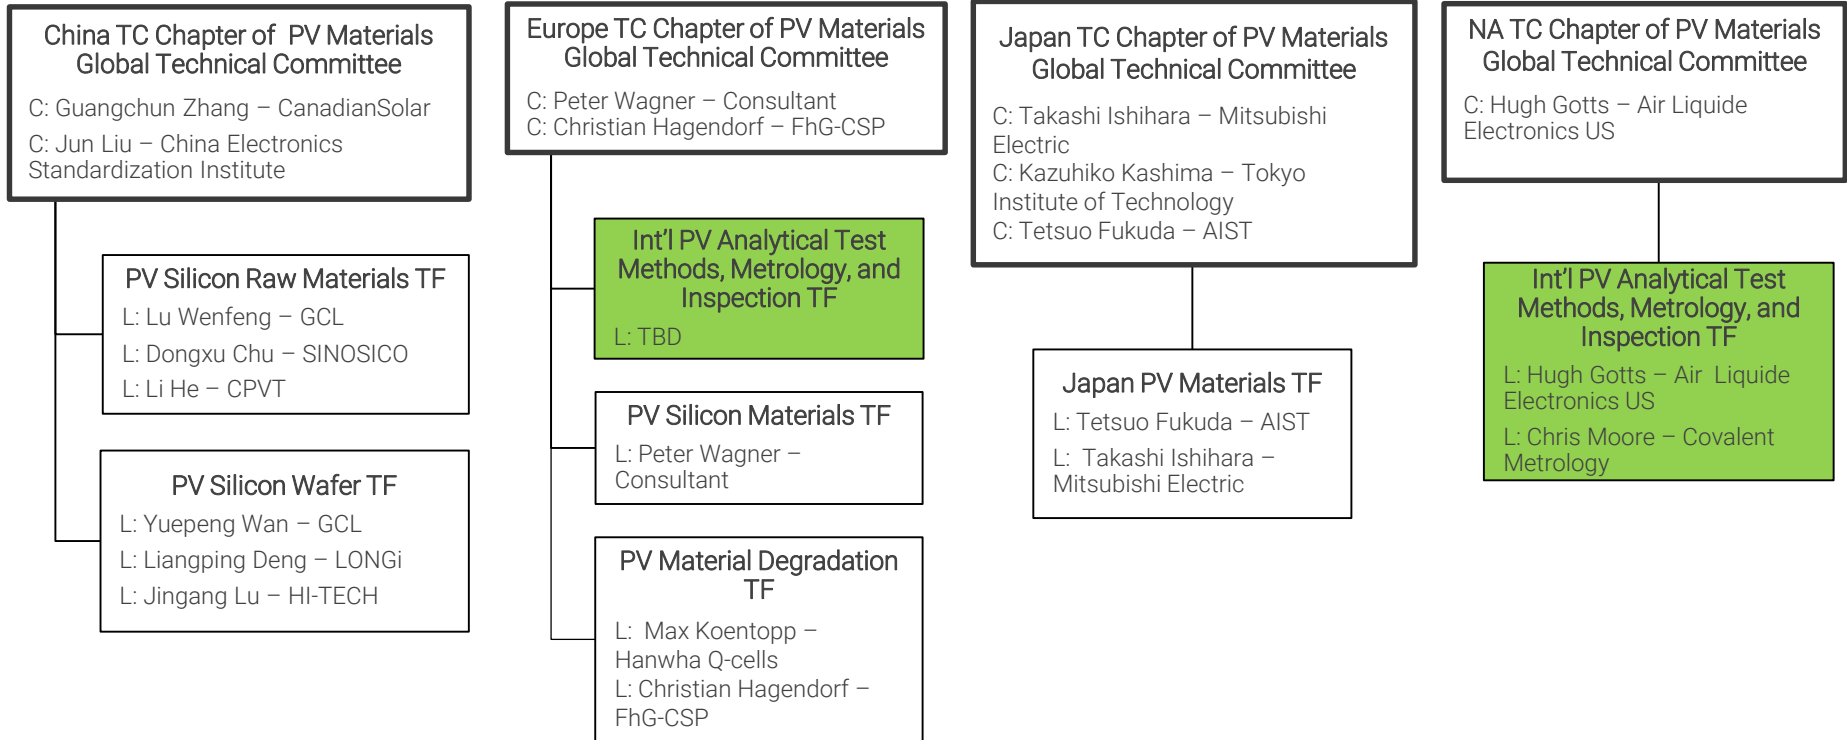 China TC Chapter of PV Materials
Global Technical Committee
C: Guangchun Zhang – CanadianSolar
C: Jun Liu – China Electronics
Standardization Institute
PV Silicon Raw Materials TF
L: Lu Wenfeng – GCL
L: Dongxu Chu – SINOSICO
L: Li He – CPVT
PV Silicon Wafer TF
L: Yuepeng Wan – GCL
L: Liangping Deng – LONGi
L: Jingang Lu – HI-TECH
Europe TC Chapter of PV Materials
Global Technical Committee
C: Peter Wagner – Consultant
C: Christian Hagendorf – FhG-CSP
Int'l PV Analytical Test
Methods, Metrology, and
Inspection TF
L: TBD
PV Silicon Materials TF
L: Peter Wagner –
Consultant
PV Material Degradation
TF
L: Max Koentopp –
Hanwha Q-cells
L: Christian Hagendorf –
FhG-CSP
Japan TC Chapter of PV Materials
Global Technical Committee
C: Takashi Ishihara – Mitsubishi
Electric
C: Kazuhiko Kashima – Tokyo
Institute of Technology
C: Tetsuo Fukuda – AIST
Japan PV Materials TF
L: Tetsuo Fukuda – AIST
L: Takashi Ishihara –
Mitsubishi Electric
NA TC Chapter of PV Materials
Global Technical Committee
C: Hugh Gotts – Air Liquide
Electronics US
Int'l PV Analytical Test
Methods, Metrology, and
Inspection TF
L: Hugh Gotts – Air Liquide
Electronics US
L: Chris Moore – Covalent
Metrology